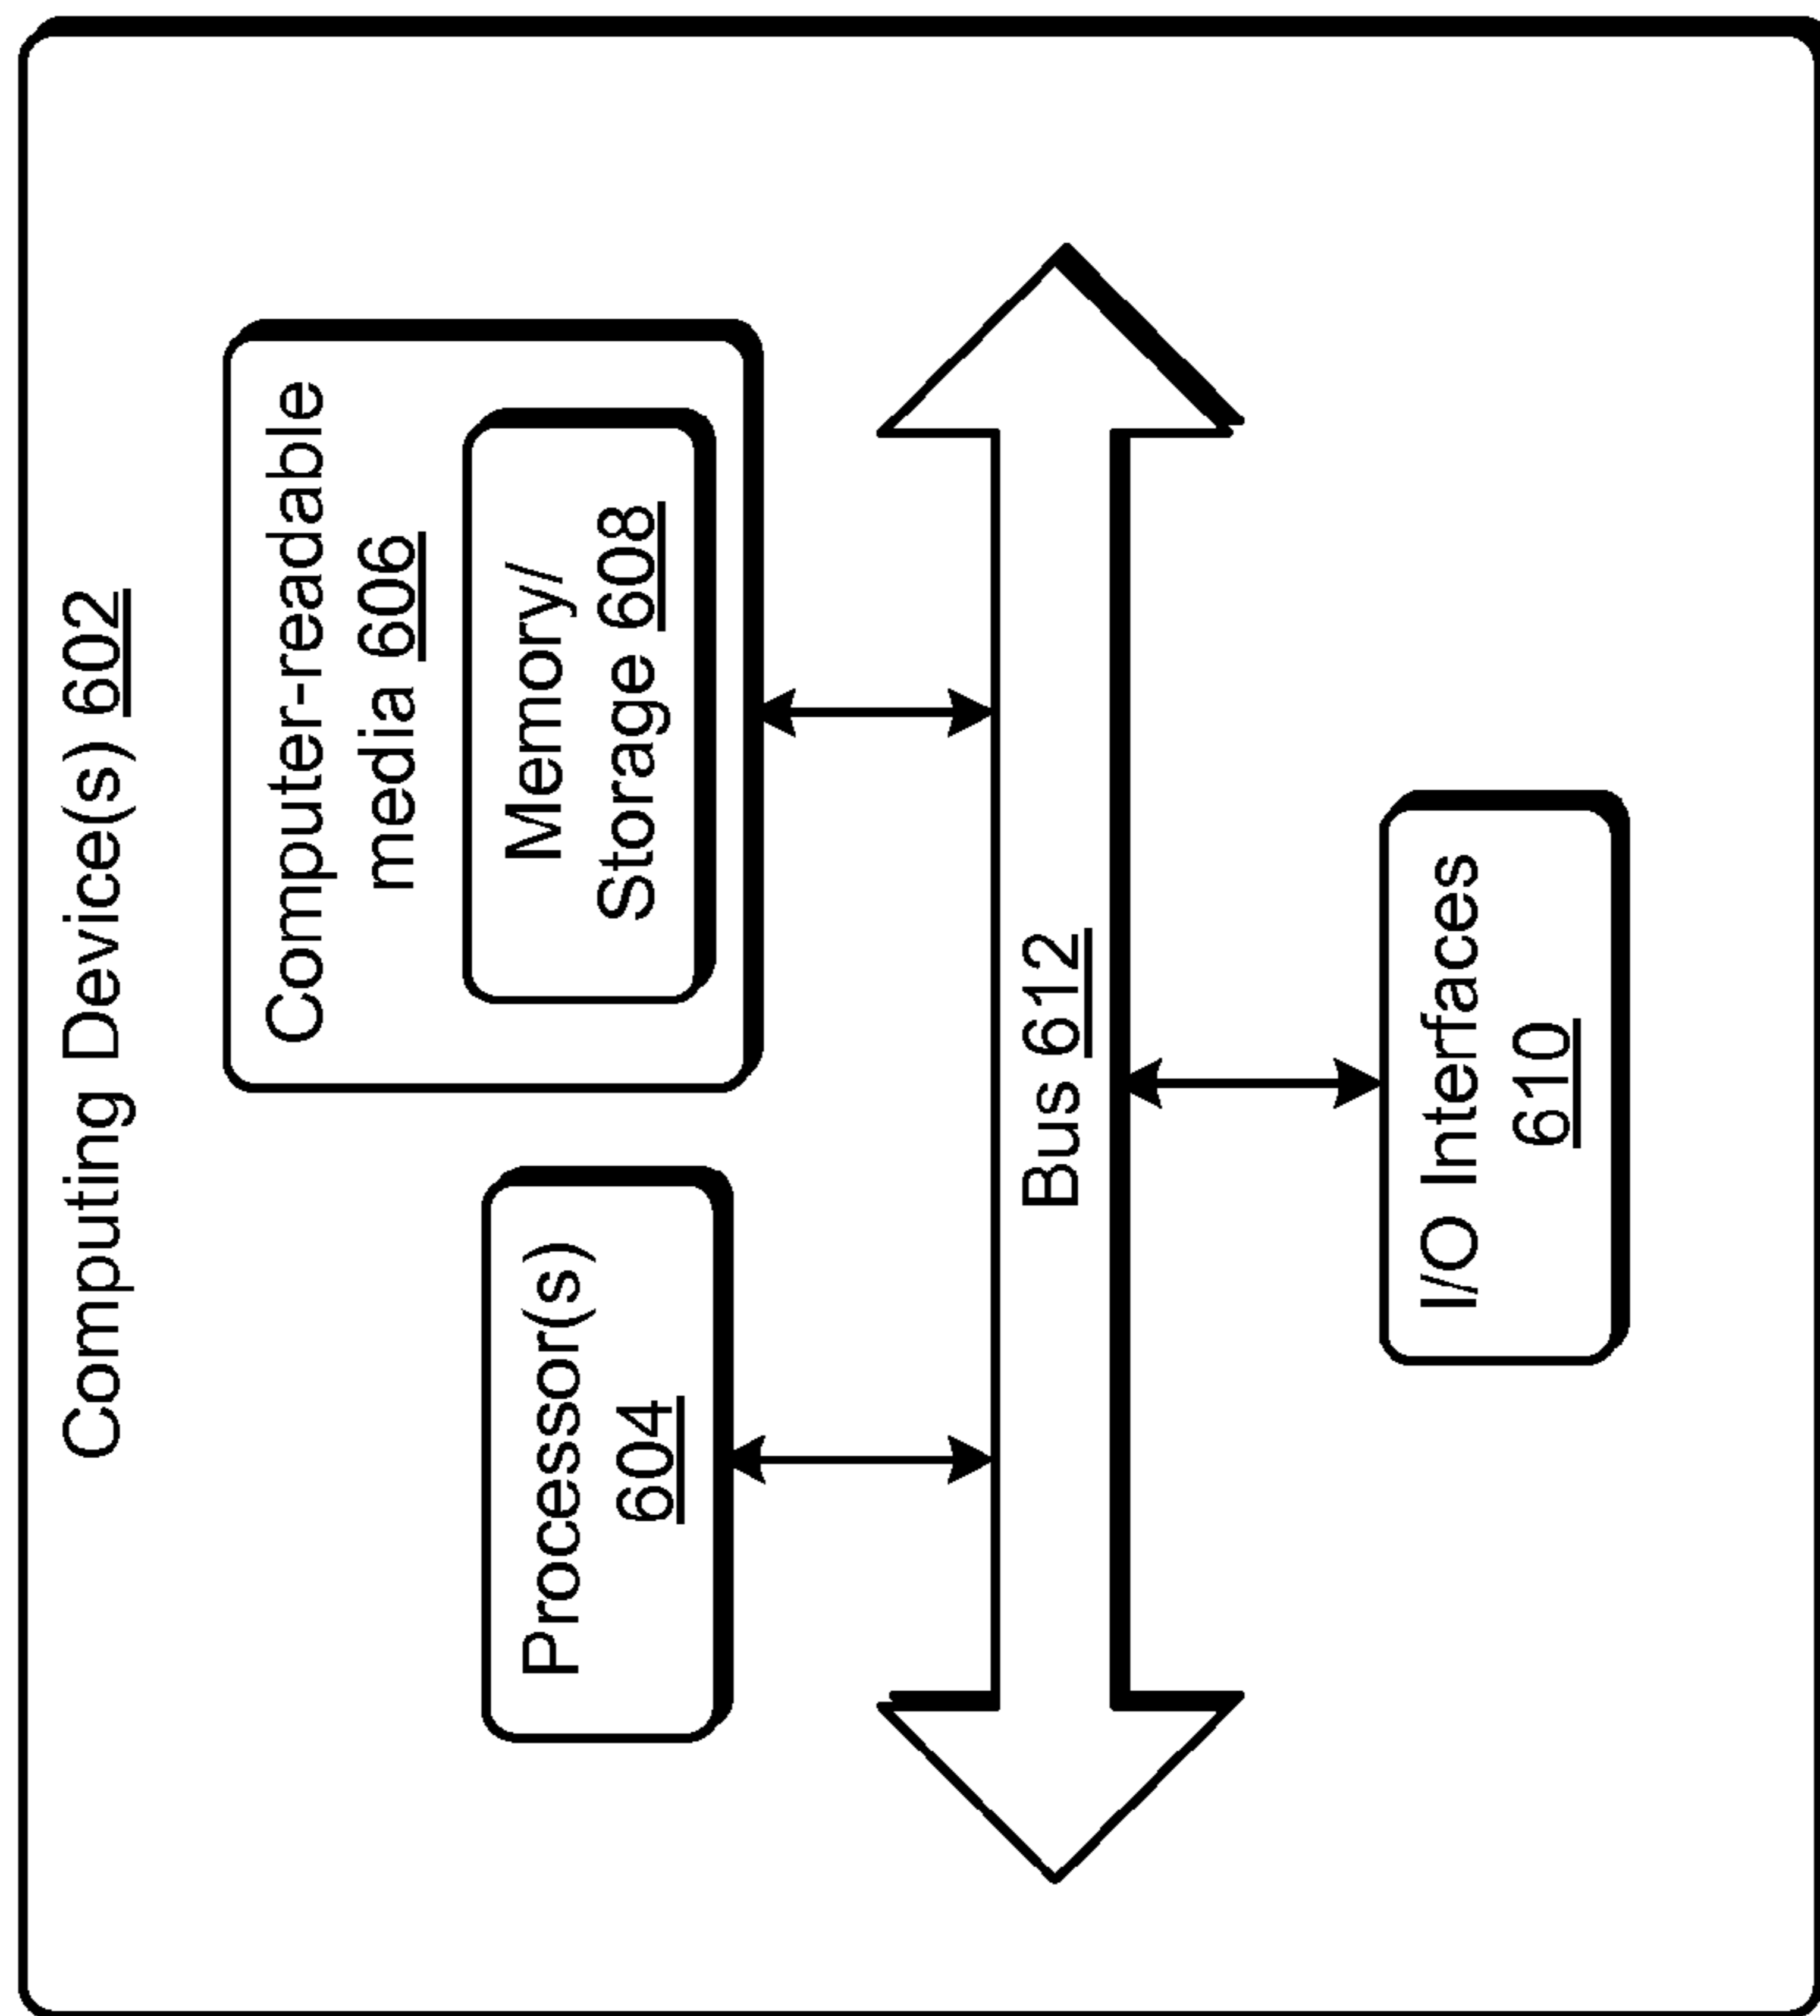 Computing Device(s) 602
Computer-readable
media 606
Memory/
Storage 608
Processor(s)
604
Bus 612
I/O Interfaces
610